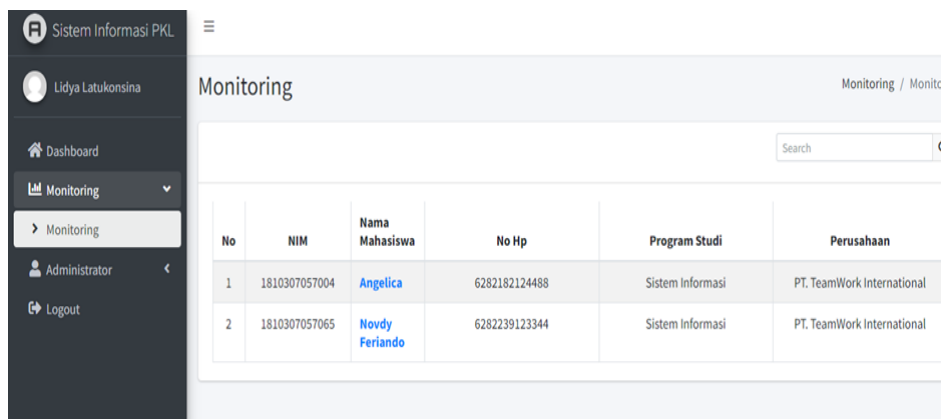 Sistem Informasi PKL
Lidya Latukonsina
Dashboard
Monitoring
Monitoring
Administrator
Logout
Monitoring
Monitoring /
Search
No NIM Nama Mahasiswa No Hp Program Studi Perusahaan
1 1810307057004 Angelica 6282182124488 Sistem Informasi PT. TeamWork International
2 1810307057065 Novdy Feriando 6282239123344 Sistem Informasi PT. TeamWork International